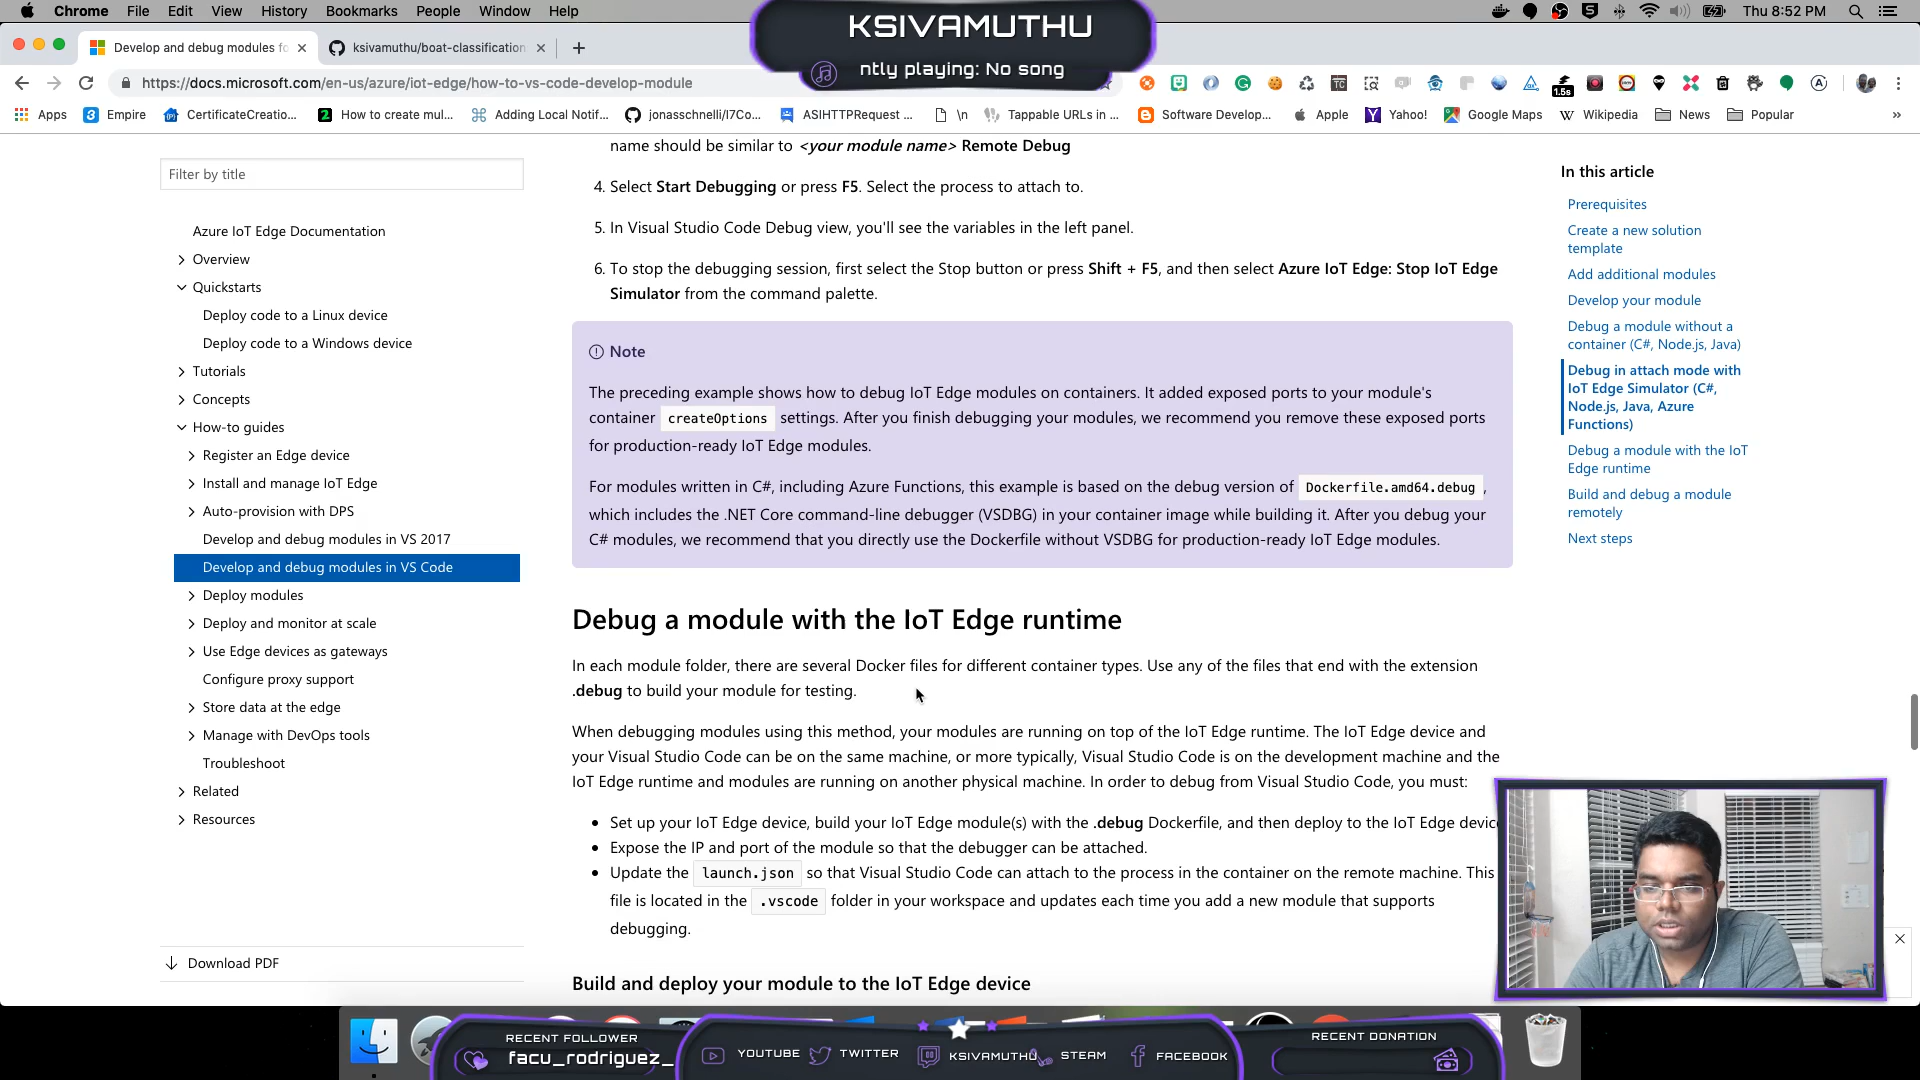 Chrome File Edit View History Bookmarks People Window Help
Thu 8:52 PM
KSIVAMUTHU
ntly playing: No song
Develop and debug modules fo
ksivamuthu/boat-classification
https://docs.microsoft.com/en-us/azure/iot-edge/how-to-vs-code-develop-module
1.5s
Apps Empire CertificateCreatio... How to create mul... Adding Local Notif... jonasschnelli/I7Co... ASIHTTPRequest ... \n Tappable URLs in ... Software Develop... Apple Yahoo! Google Maps Wikipedia News Popular »
Filter by title
Azure IoT Edge Documentation
Overview
Quickstarts
Deploy code to a Linux device
Deploy code to a Windows device
Tutorials
Concepts
How-to guides
Register an Edge device
Install and manage IoT Edge
Auto-provision with DPS
Develop and debug modules in VS 2017
Develop and debug modules in VS Code
Deploy modules
Deploy and monitor at scale
Use Edge devices as gateways
Configure proxy support
Store data at the edge
Manage with DevOps tools
Troubleshoot
Related
Resources
Download PDF
name should be similar to <your module name> Remote Debug
4. Select Start Debugging or press F5. Select the process to attach to.
5. In Visual Studio Code Debug view, you'll see the variables in the left panel.
6. To stop the debugging session, first select the Stop button or press Shift + F5, and then select Azure IoT Edge: Stop IoT Edge
Simulator from the command palette.
Note
The preceding example shows how to debug IoT Edge modules on containers. It added exposed ports to your module's
container createOptions settings. After you finish debugging your modules, we recommend you remove these exposed ports
for production-ready IoT Edge modules.
For modules written in C#, including Azure Functions, this example is based on the debug version of Dockerfile.amd64.debug ,
which includes the .NET Core command-line debugger (VSDBG) in your container image while building it. After you debug your
C# modules, we recommend that you directly use the Dockerfile without VSDBG for production-ready IoT Edge modules.
Debug a module with the IoT Edge runtime
In each module folder, there are several Docker files for different container types. Use any of the files that end with the extension
.debug to build your module for testing.
When debugging modules using this method, your modules are running on top of the IoT Edge runtime. The IoT Edge device and
your Visual Studio Code can be on the same machine, or more typically, Visual Studio Code is on the development machine and the
IoT Edge runtime and modules are running on another physical machine. In order to debug from Visual Studio Code, you must:
• Set up your IoT Edge device, build your IoT Edge module(s) with the .debug Dockerfile, and then deploy to the IoT Edge devic
• Expose the IP and port of the module so that the debugger can be attached.
• Update the launch.json so that Visual Studio Code can attach to the process in the container on the remote machine. This
file is located in the .vscode folder in your workspace and updates each time you add a new module that supports
debugging.
Build and deploy your module to the IoT Edge device
In this article
Prerequisites
Create a new solution
template
Add additional modules
Develop your module
Debug a module without a
container (C#, Node.js, Java)
Debug in attach mode with
IoT Edge Simulator (C#,
Node.js, Java, Azure
Functions)
Debug a module with the IoT
Edge runtime
Build and debug a module
remotely
Next steps
RECENT FOLLOWER
facu_rodriguez_
YOUTUBE TWITTER KSIVAMUTHU STEAM FACEBOOK
RECENT DONATION